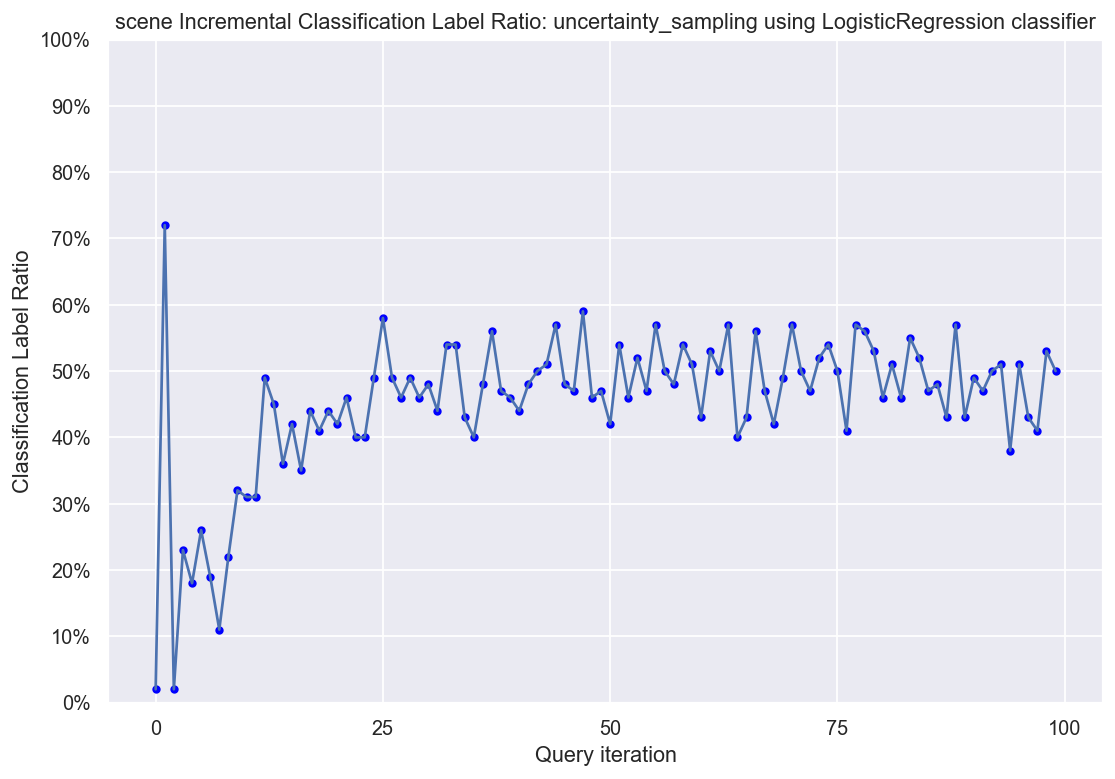 scene Incremental Classification Label Ratio: uncertainty_sampling using LogisticRegression classifier
100%
90%
80%
70%
60%
50%
40%
30%
20%
10%
0%
Classification Label Ratio
0 25 50 75 100
Query iteration